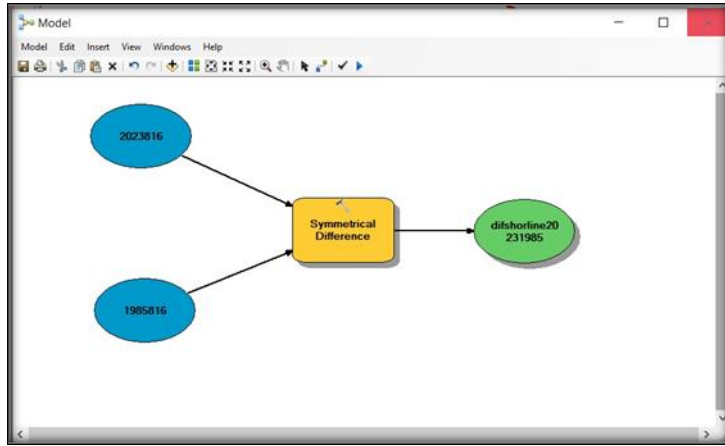 Model
Model Edit Insert View Windows Help
2023816
Symmetrical
Difference
difshorline20
231985
1985816